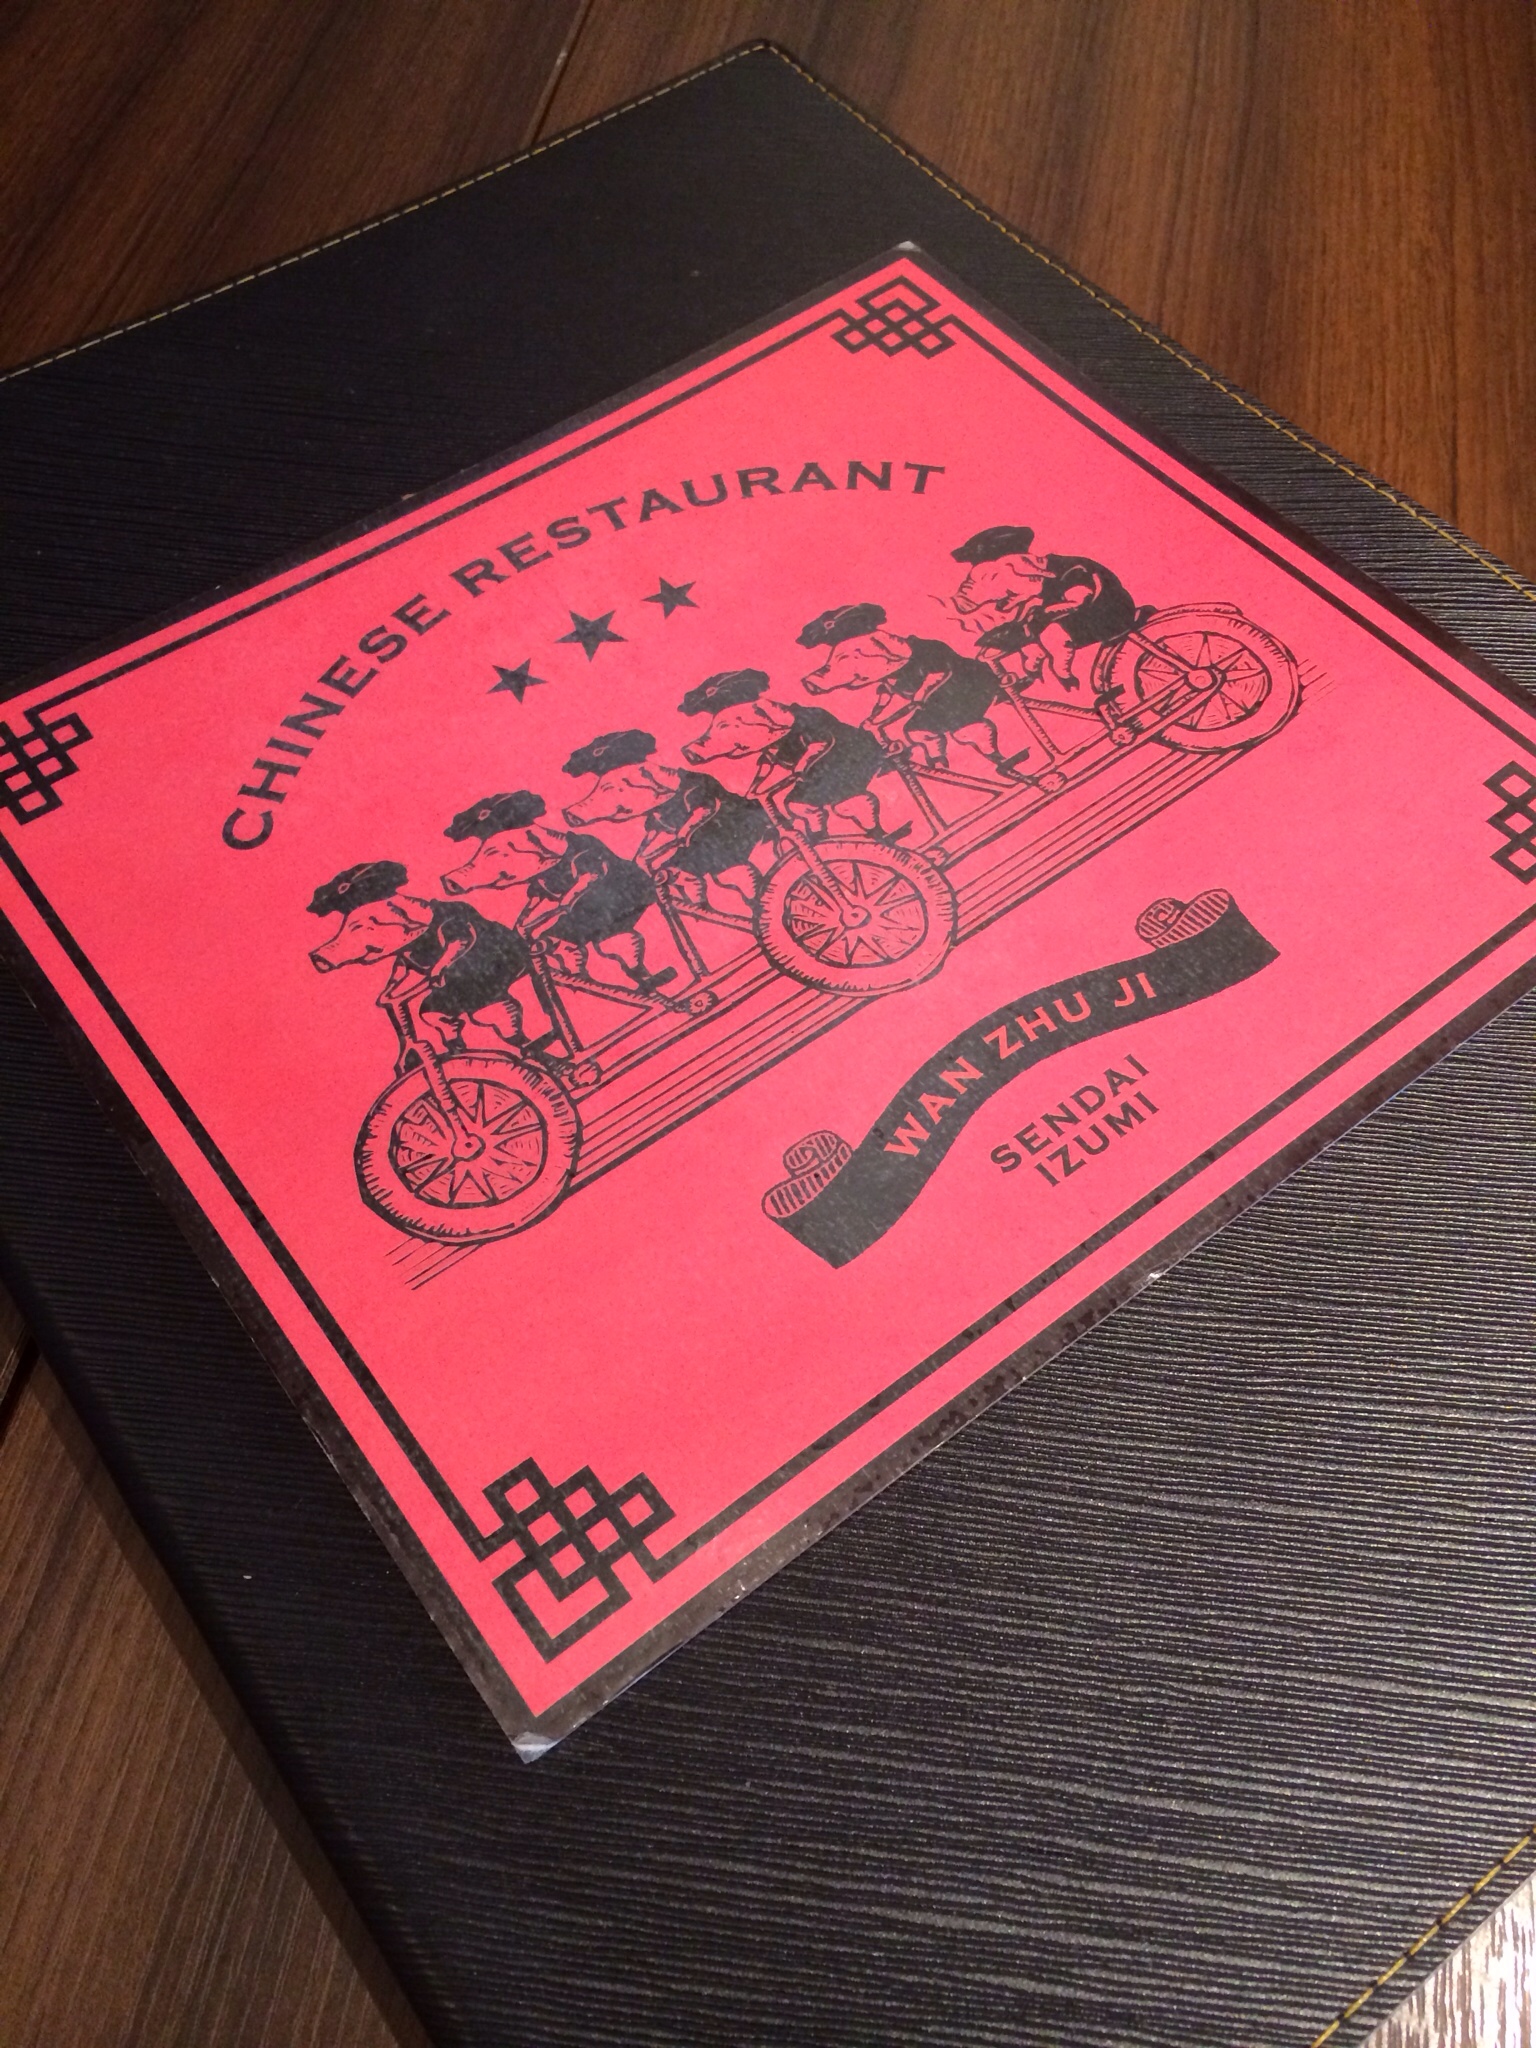 CHINESE RESTAURANT
WAN ZHU JI
SENDAI
IZUMI